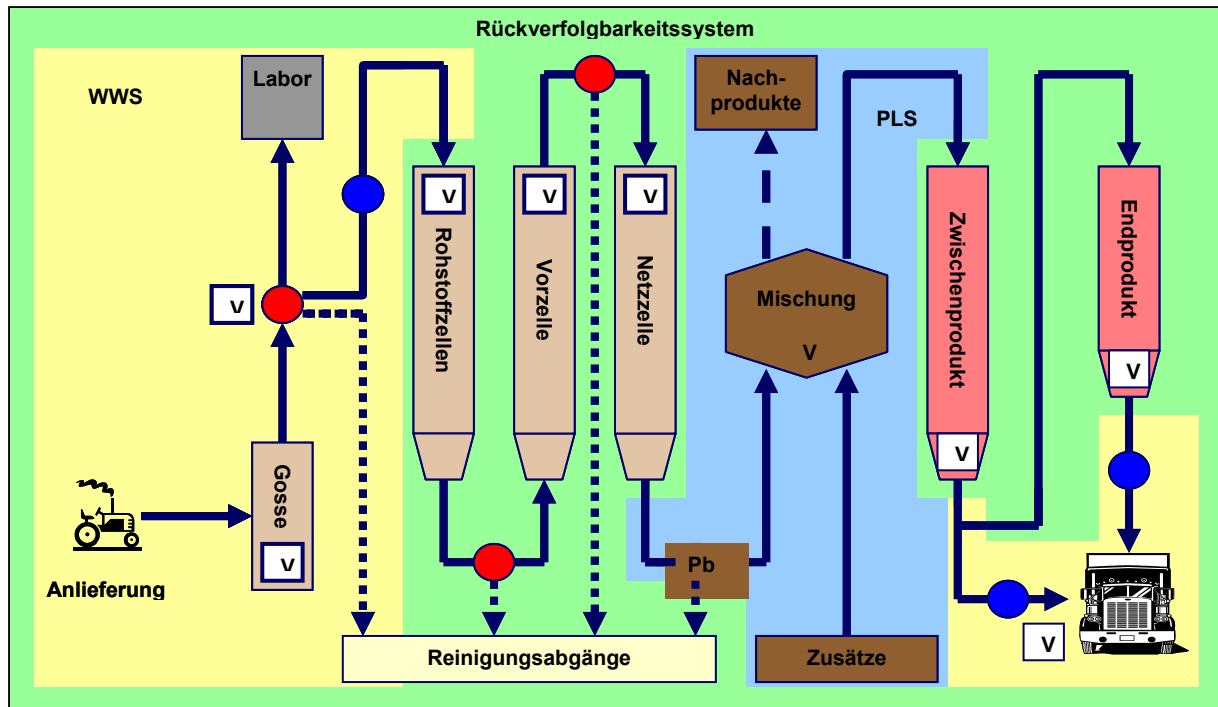 Rückverfolgbarkeitssystem
WWS
Labor
Nach-
produkte
PLS
V
V
V
V
Rohstoffzellen
Vorzelle
Netzzelle
Mischung
V
Zwischenprodukt
Endprodukt
V
V
Gosse
V
Anlieferung
Pb
V
Reinigungsabgänge
Zusätze